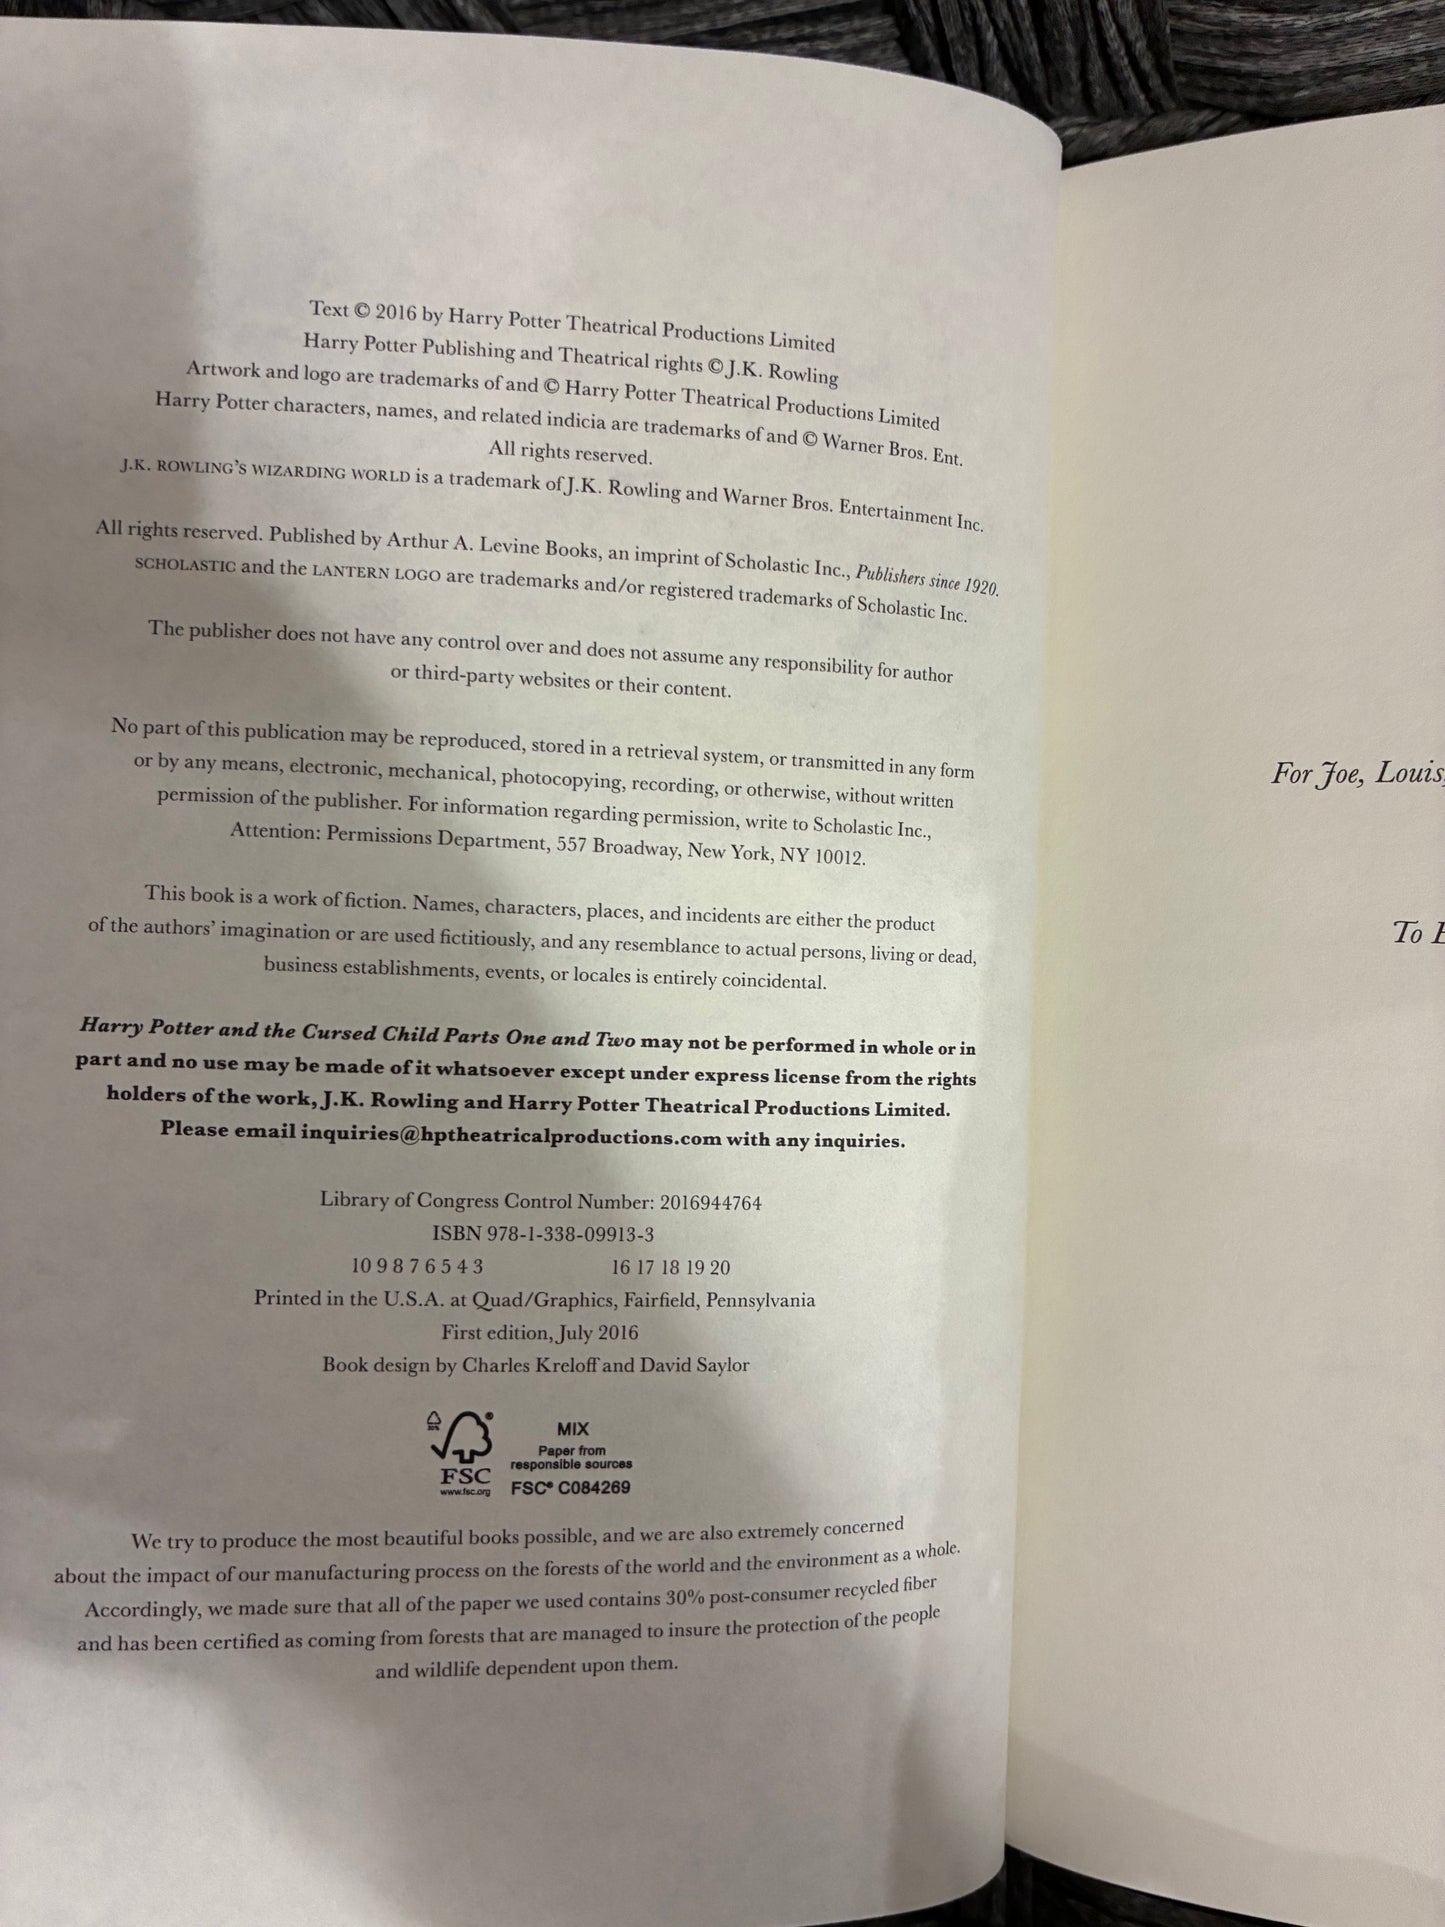 Text © 2016 by Harry Potter Theatrical Productions Limited
Harry Potter Publishing and Theatrical rights © J.K. Rowling
Artwork and logo are trademarks of and © Harry Potter Theatrical Productions Limited
Harry Potter characters, names, and related indicia are trademarks of and © Warner Bros. Ent.
All rights reserved.
J.K. ROWLING'S WIZARDING WORLD is a trademark of J.K. Rowling and Warner Bros. Entertainment Inc.
All rights reserved. Published by Arthur A. Levine Books, an imprint of Scholastic Inc., Publishers since 1920.
SCHOLASTIC and the LANTERN LOGO are trademarks and/or registered trademarks of Scholastic Inc.
The publisher does not have any control over and does not assume any responsibility for author
or third-party websites or their content.
No part of this publication may be reproduced, stored in a retrieval system, or transmitted in any form
or by any means, electronic, mechanical, photocopying, recording, or otherwise, without written
permission of the publisher. For information regarding permission, write to Scholastic Inc.,
Attention: Permissions Department, 557 Broadway, New York, NY 10012.
This book is a work of fiction. Names, characters, places, and incidents are either the product
of the authors' imagination or are used fictitiously, and any resemblance to actual persons, living or dead,
business establishments, events, or locales is entirely coincidental.
Harry Potter and the Cursed Child Parts One and Two may not be performed in whole or in
part and no use may be made of it whatsoever except under express license from the rights
holders of the work, J.K. Rowling and Harry Potter Theatrical Productions Limited.
Please email inquiries@hptheatricalproductions.com with any inquiries.
Library of Congress Control Number: 2016944764
ISBN 978-1-338-09913-3
10 9 8 7 6 5 4 3 16 17 18 19 20
Printed in the U.S.A. at Quad/Graphics, Fairfield, Pennsylvania
First edition, July 2016
Book design by Charles Kreloff and David Saylor
FSC
www.fsc.org
MIX
Paper from
responsible sources
FSC® C084269
We try to produce the most beautiful books possible, and we are also extremely concerned
about the impact of our manufacturing process on the forests of the world and the environment as a whole.
Accordingly, we made sure that all of the paper we used contains 30% post-consumer recycled fiber
and has been certified as coming from forests that are managed to insure the protection of the people
and wildlife dependent upon them.
For Joe, Louis,
To